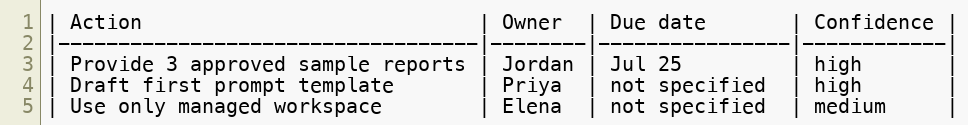 1 | Action                            | Owner  | Due date       | Confidence |
2 |-----------------------------------|--------|----------------|------------|
3 | Provide 3 approved sample reports | Jordan | Jul 25         | high       |
4 | Draft first prompt template       | Priya  | not specified  | high       |
5 | Use only managed workspace        | Elena  | not specified  | medium     |